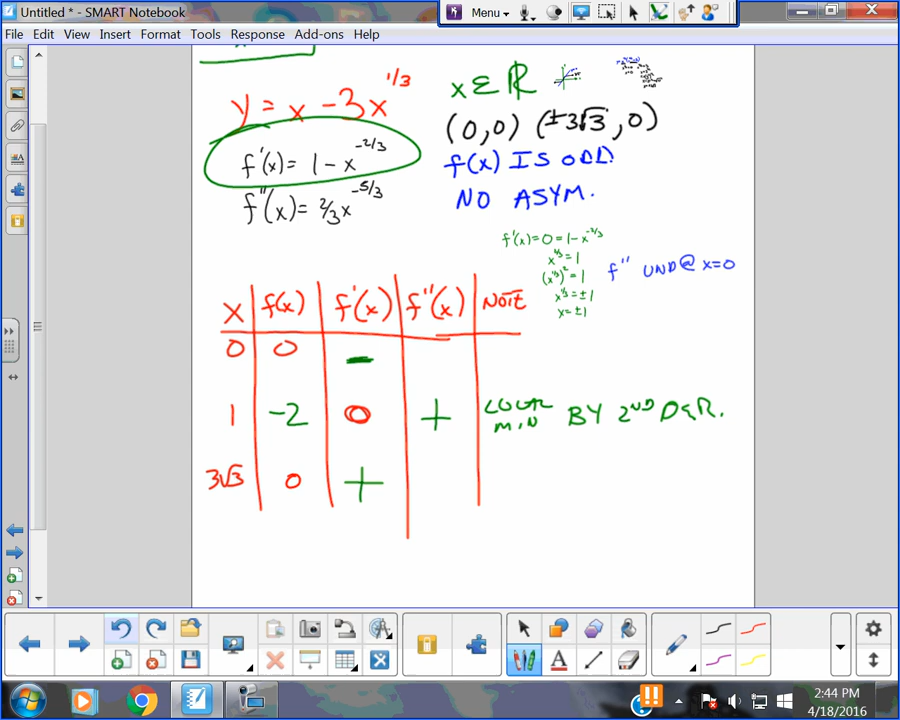 Untitled * - SMART Notebook
Menu
File Edit View Insert Format Tools Response Add-ons Help
y = x - 3x^1/3
x ∈ ℝ
(0,0) (±3√3, 0)
f'(x) = 1 - x^-2/3
f(x) IS ODD.
f''(x) = 2/3 x^-5/3
NO ASYM.
f'(x) = 0 = 1 - x^-2/3
x^2/3 = 1
(x^1/3)^2 = 1
x^1/3 = ±1
x = ±1
f'' UND @ x=0
x f(x) f'(x) f''(x) NOTE
0 0 -
1 -2 0 + LOCAL MIN BY 2ND DER.
3√3 0 +
2:44 PM
4/18/2016